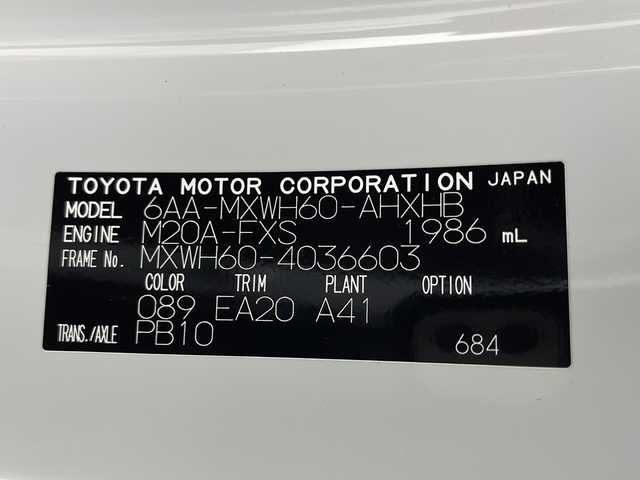 TOYOTA MOTOR CORPORATION JAPAN
MODEL 6AA-MXWH60-AHXHB
ENGINE M20A-FXS 1986 mL
FRAME No. MXWH60-4036603
COLOR TRIM PLANT OPTION
089 EA20 A41
TRANS./AXLE PB10 684